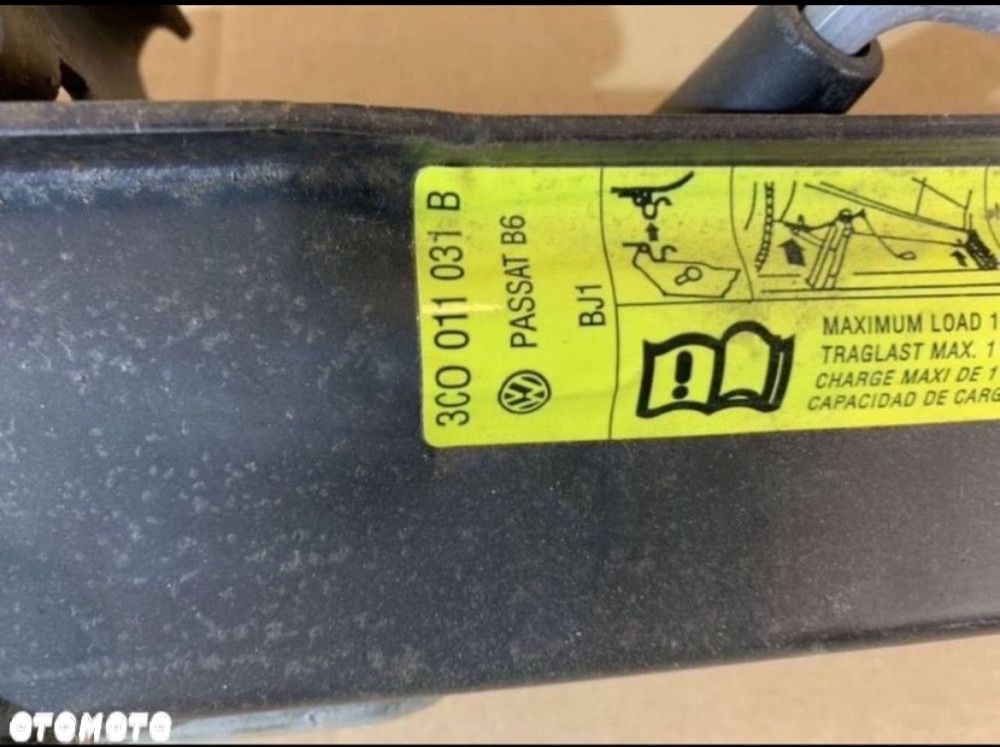 3C0 011 031 B
PASSAT B6
BJ1
MAXIMUM LOAD 1
TRAGLAST MAX. 1
CHARGE MAXI DE 1
CAPACIDAD DE CARG
OTOMOTO